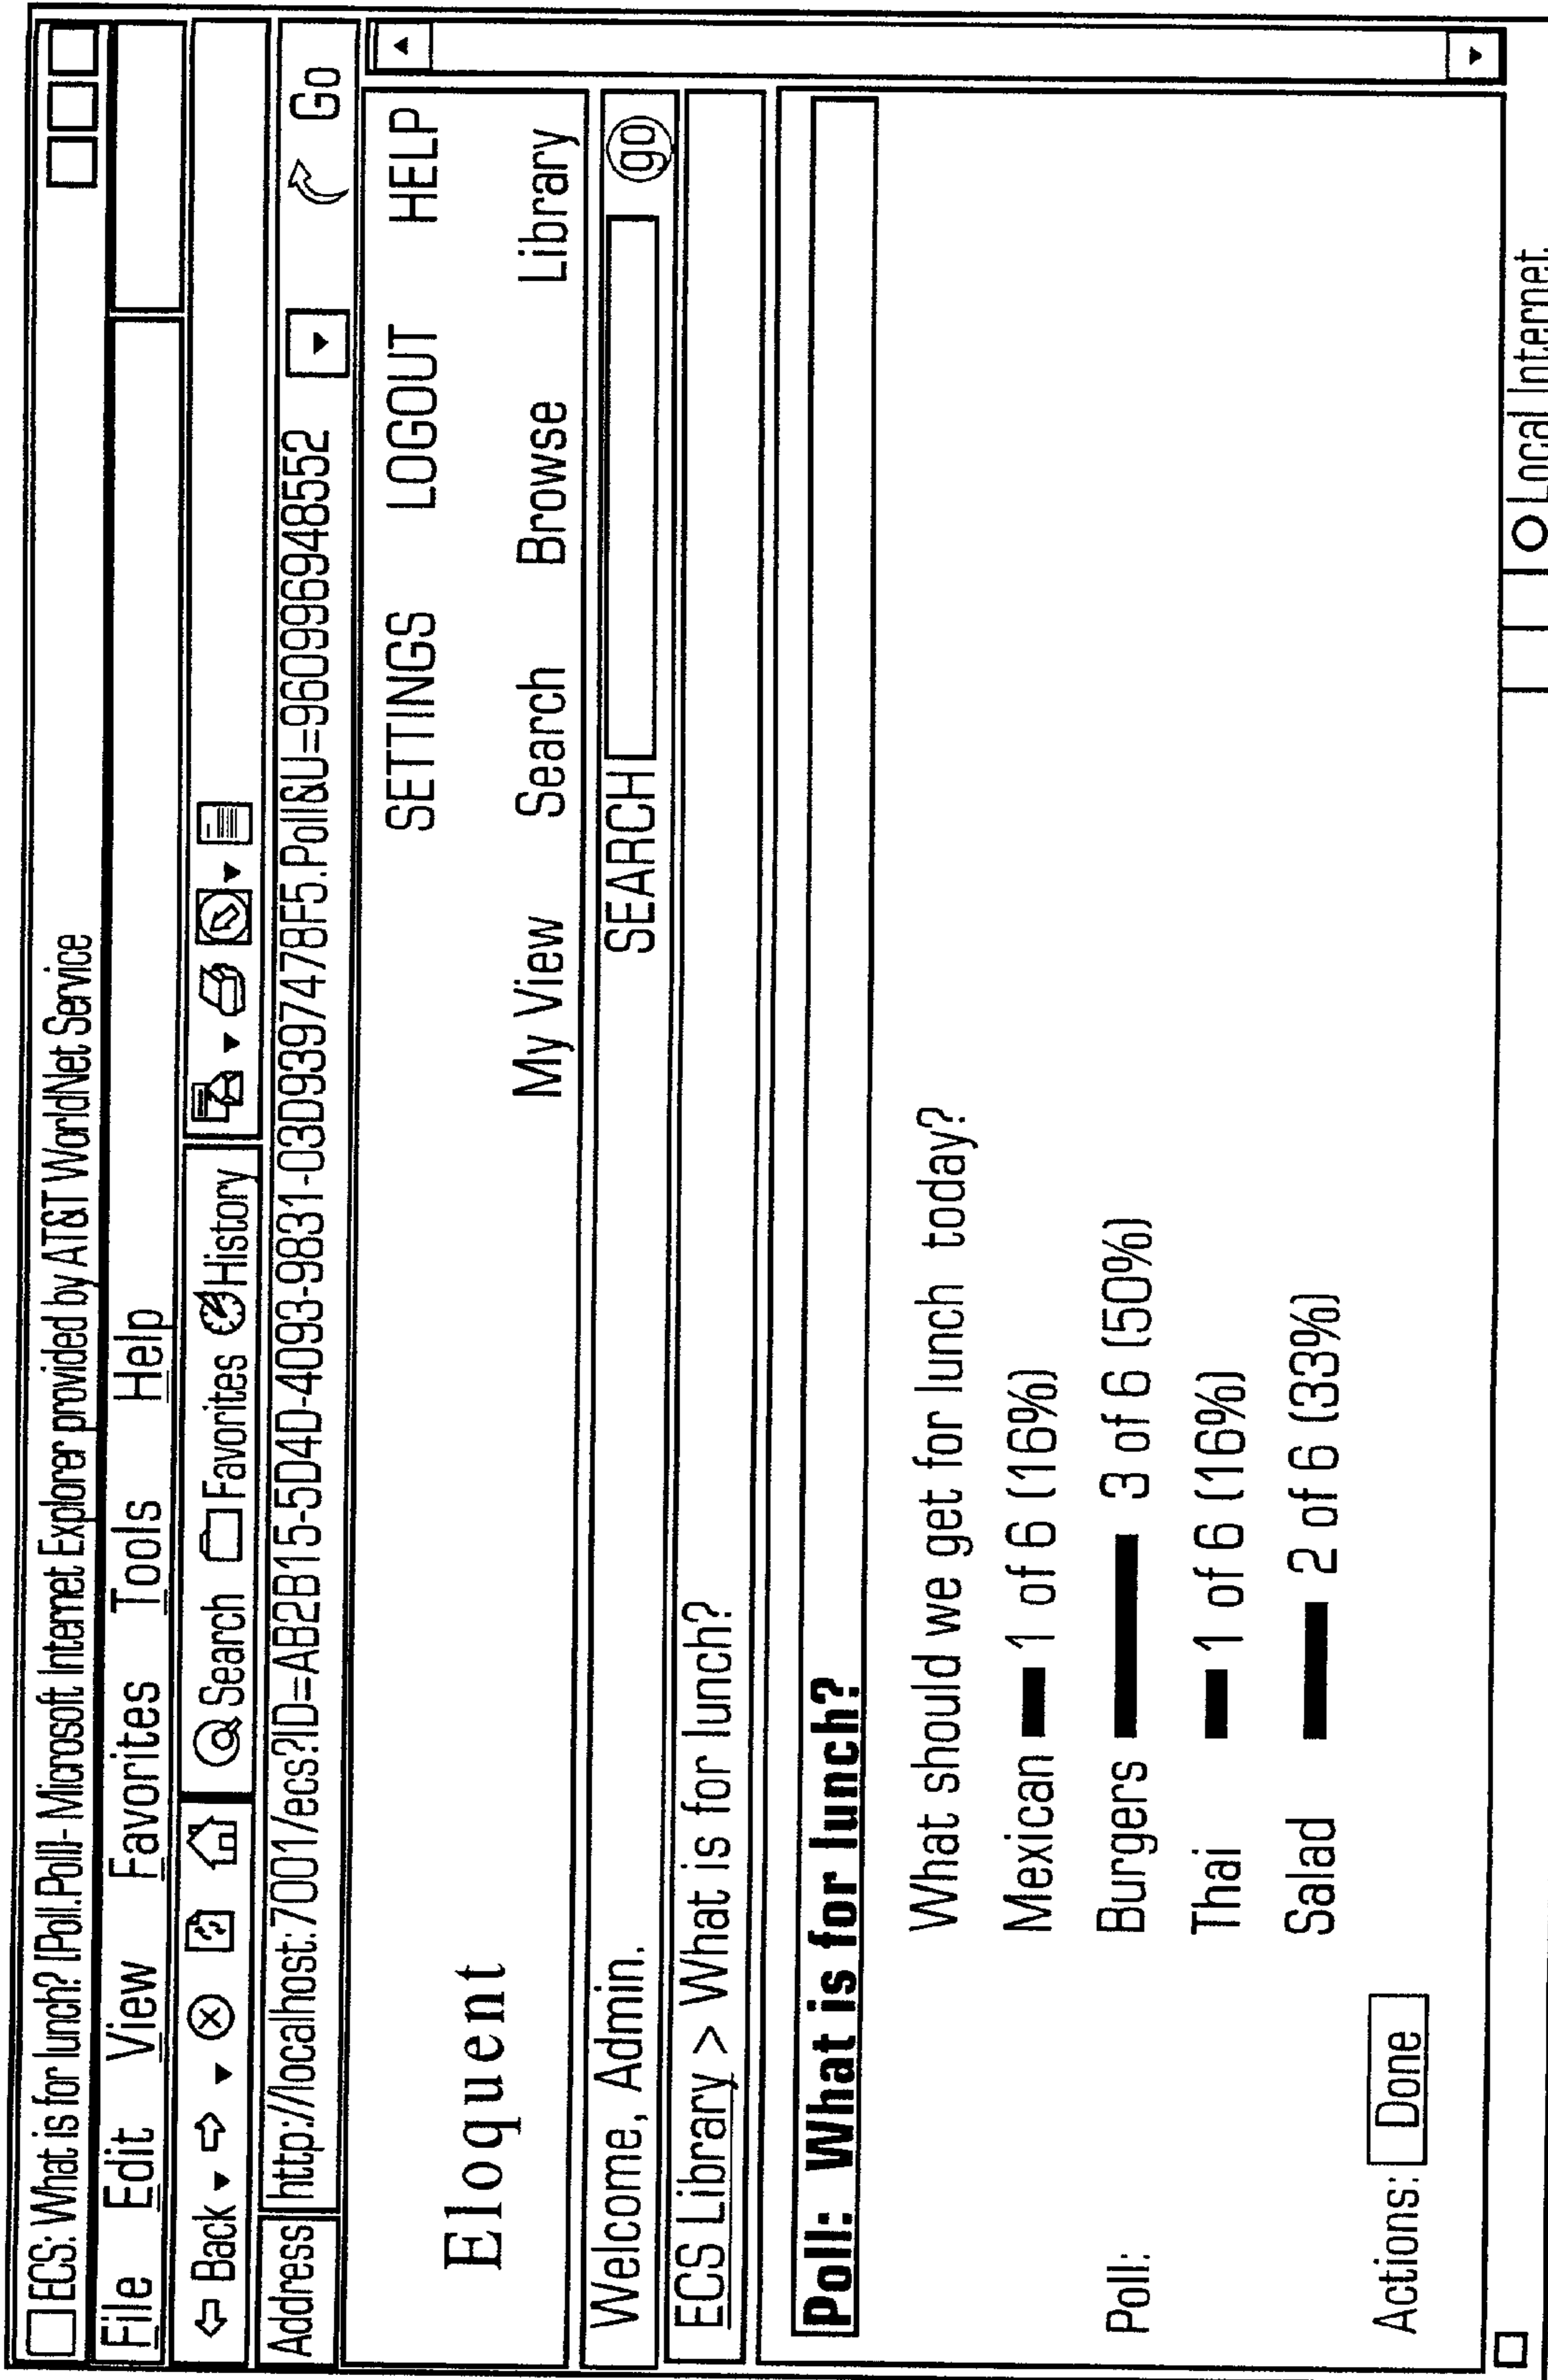 ECS: What is for lunch? [Poll.Poll]- Microsoft Internet Explorer provided by AT&T WorldNet Service
File Edit View Favorites Tools Help
Back Search Favorites History
Address http://localhost:7001/ecs?ID=AB2B15-5D4D-4093-9831-03D9397478F5.Poll&U=960996948552 Go
SETTINGS LOGOUT HELP
Eloquent
My View Search Browse Library
Welcome, Admin. SEARCH go
ECS Library > What is for lunch?
Poll: What is for lunch?
What should we get for lunch today?
Mexican 1 of 6 (16%)
Poll: Burgers 3 of 6 (50%)
Thai 1 of 6 (16%)
Salad 2 of 6 (33%)
Actions: Done
Local Internet